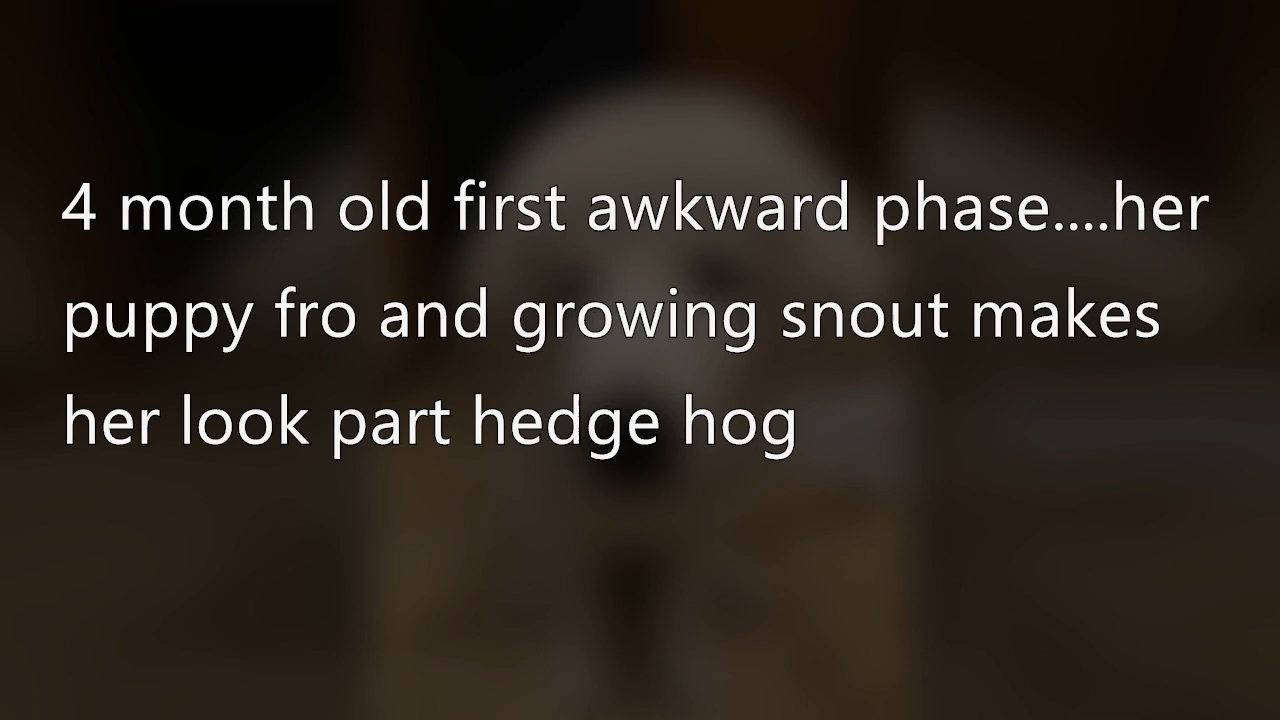 4 month old first awkward phase....her
puppy fro and growing snout makes
her look part hedge hog